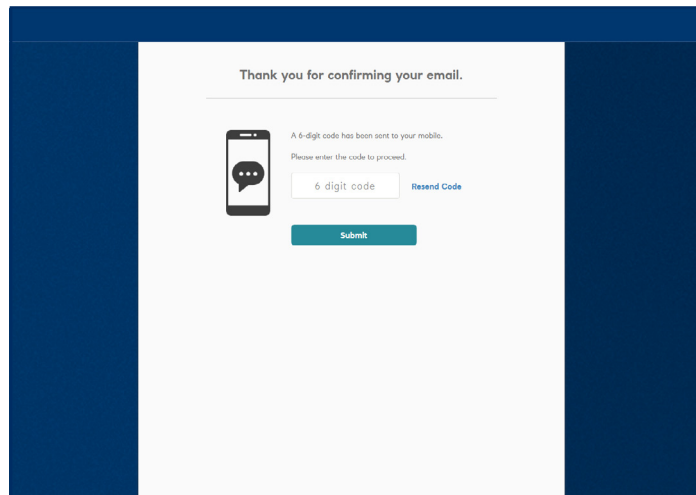 Thank you for confirming your email.
A 6-digit code has been sent to your mobile.
Please enter the code to proceed.
6 digit code
Resend Code
Submit